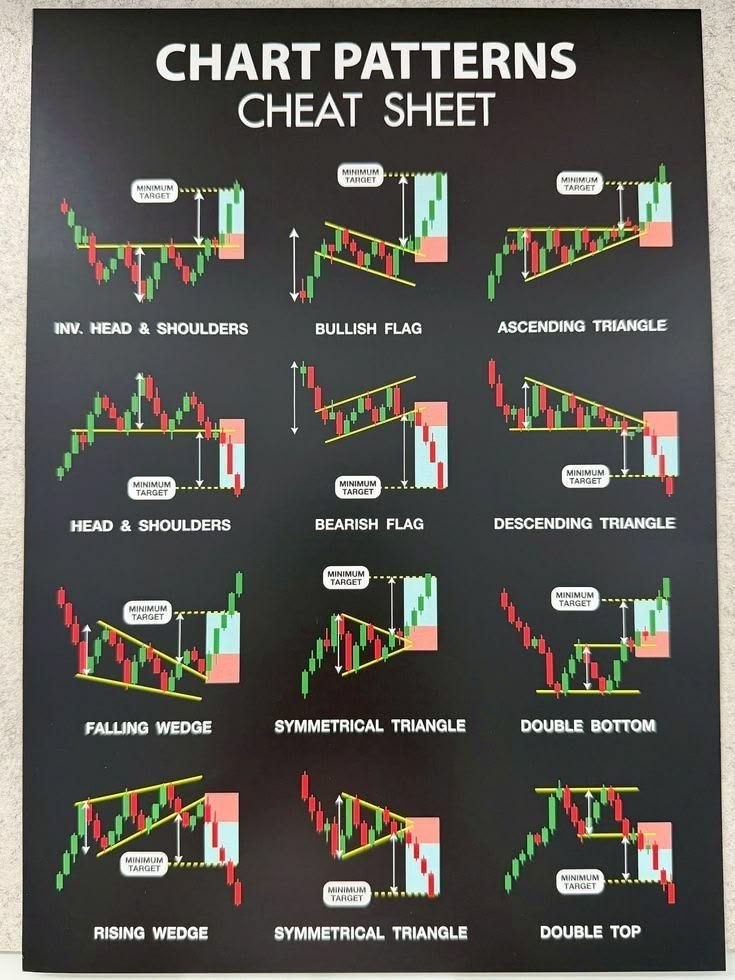 CHART PATTERNS
CHEAT SHEET
MINIMUM
TARGET
MINIMUM
TARGET
MINIMUM
TARGET
INV. HEAD & SHOULDERS
BULLISH FLAG
ASCENDING TRIANGLE
MINIMUM
TARGET
MINIMUM
TARGET
MINIMUM
TARGET
HEAD & SHOULDERS
BEARISH FLAG
DESCENDING TRIANGLE
MINIMUM
TARGET
MINIMUM
TARGET
MINIMUM
TARGET
FALLING WEDGE
SYMMETRICAL TRIANGLE
DOUBLE BOTTOM
MINIMUM
TARGET
MINIMUM
TARGET
MINIMUM
TARGET
RISING WEDGE
SYMMETRICAL TRIANGLE
DOUBLE TOP